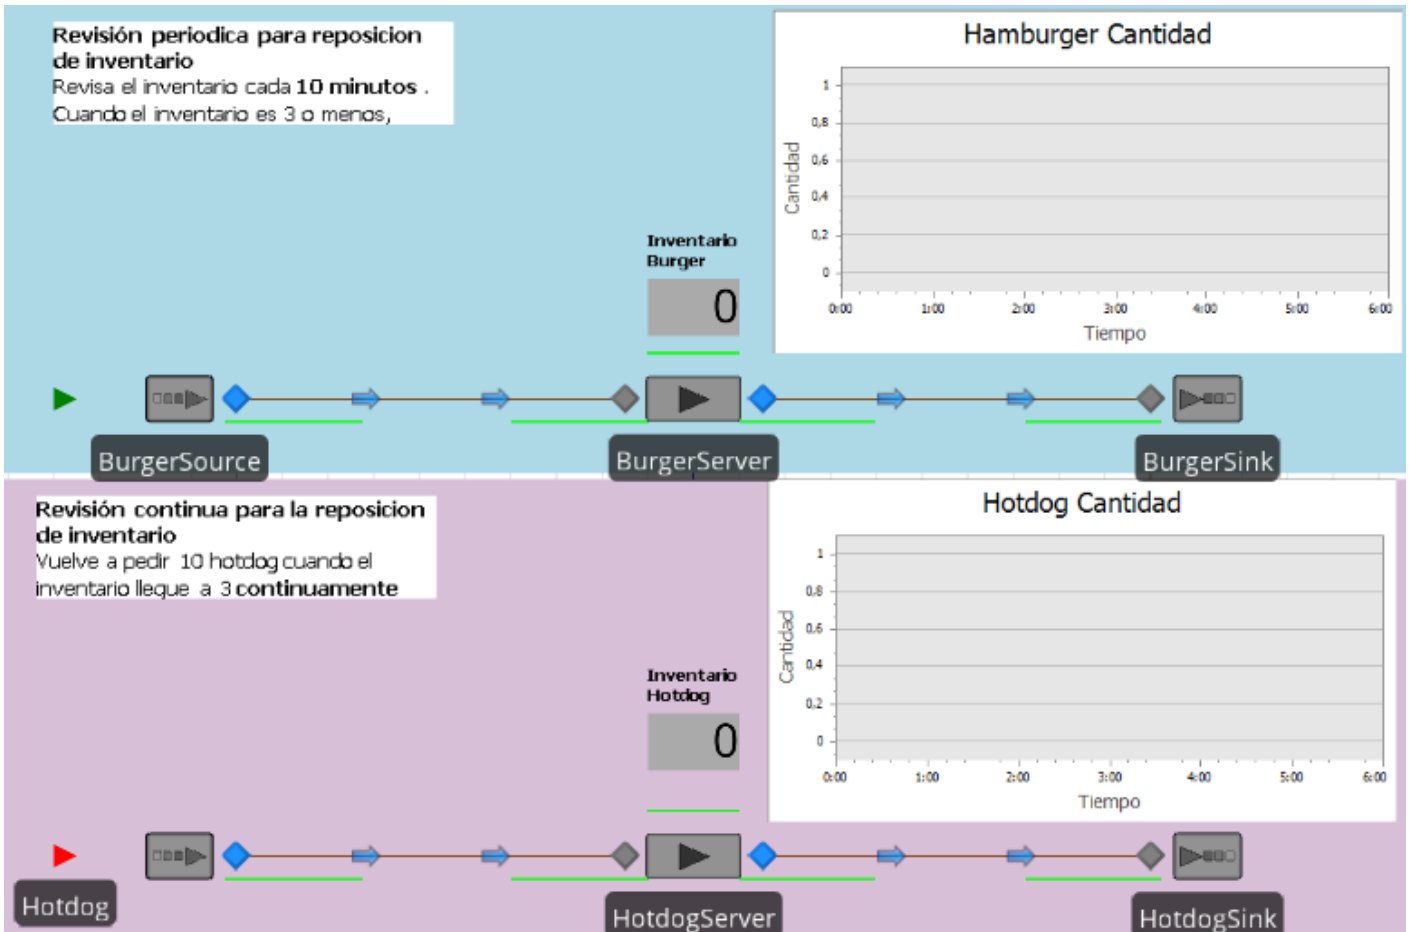 Revisión periodica para reposicion
de inventario
Revisa el inventario cada 10 minutos .
Cuando el inventario es 3 o menos,
Hamburger Cantidad
1
0,8
0,6
0,4
0,2
0
Cantidad
0:00 1:00 2:00 3:00 4:00 5:00 6:00
Tiempo
Inventario
Burger
0
BurgerSource
BurgerServer
BurgerSink
Revisión continua para la reposicion
de inventario
Vuelve a pedir 10 hotdog cuando el
inventario llegue a 3 continuamente
Hotdog Cantidad
1
0,8
0,6
0,4
0,2
0
Cantidad
0:00 1:00 2:00 3:00 4:00 5:00 6:00
Tiempo
Inventario
Hotdog
0
Hotdog
HotdogServer
HotdogSink